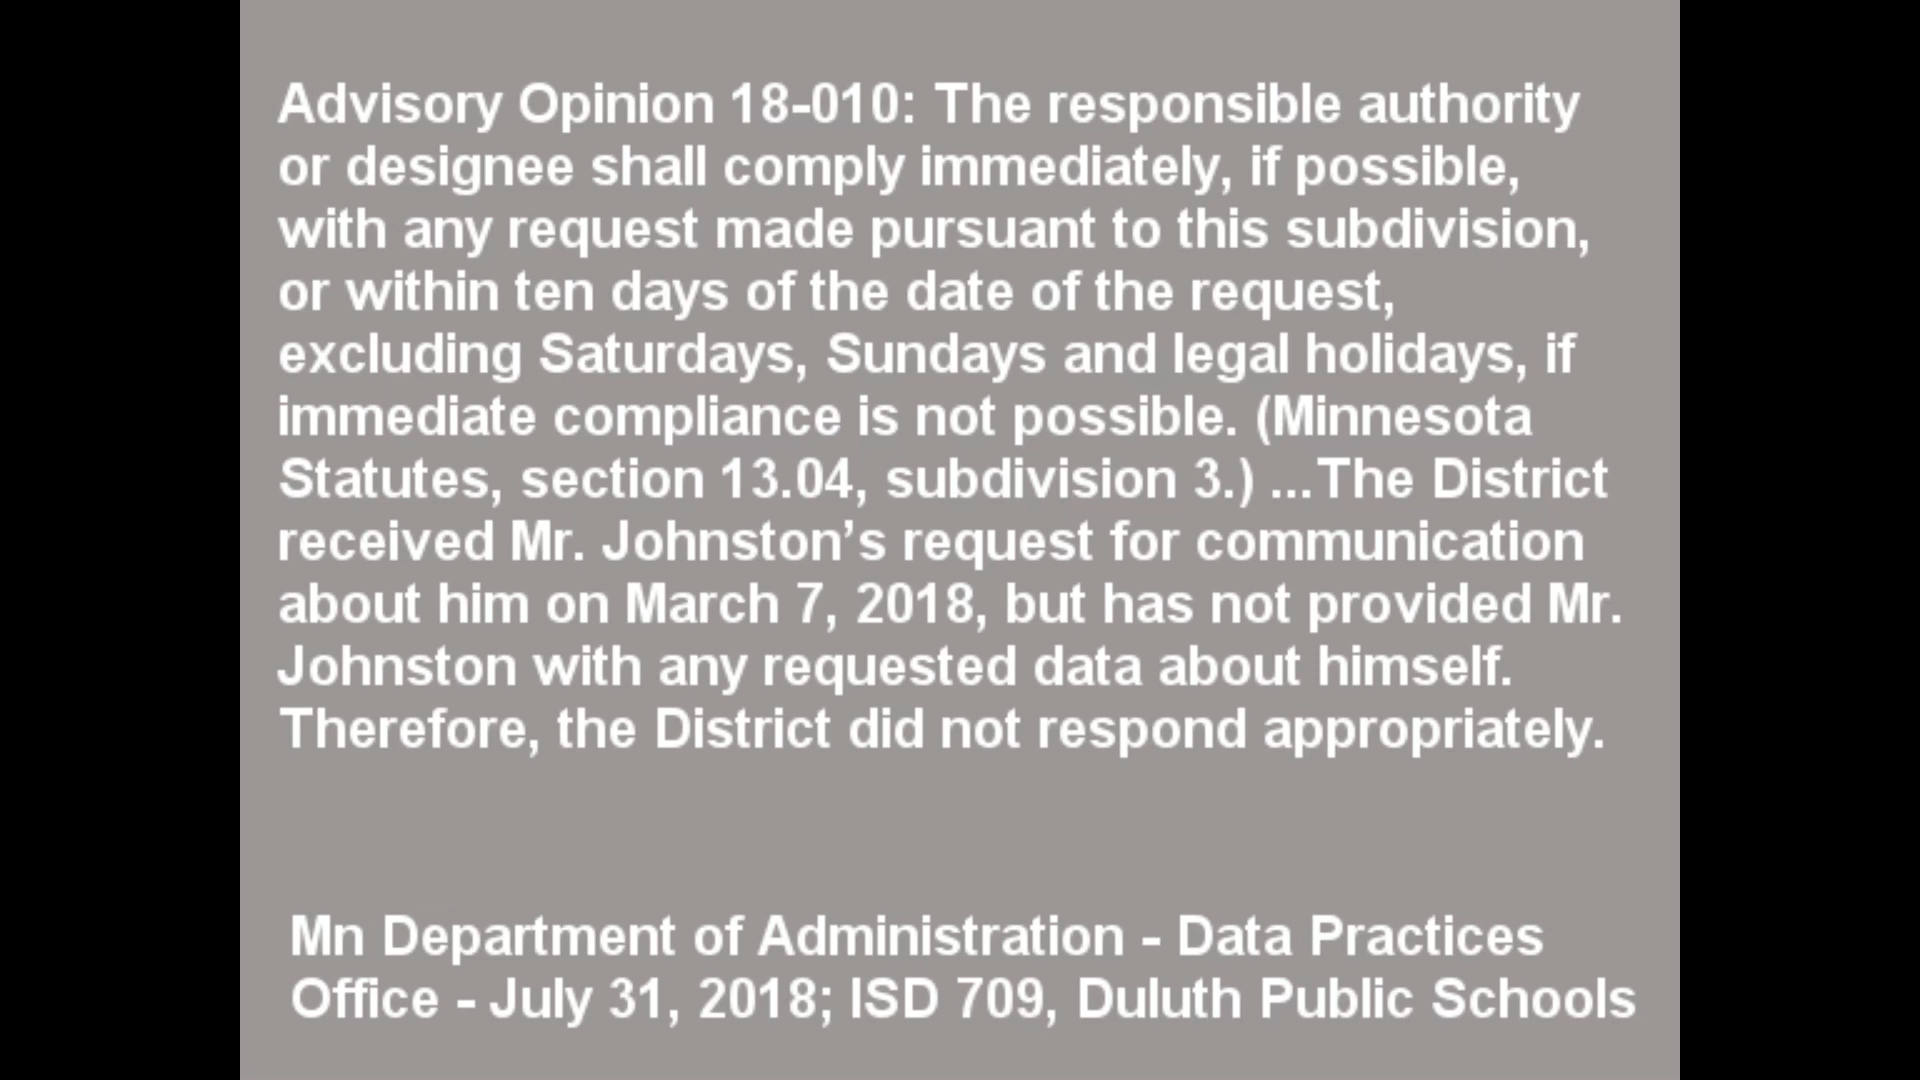 Advisory Opinion 18-010: The responsible authority
or designee shall comply immediately, if possible,
with any request made pursuant to this subdivision,
or within ten days of the date of the request,
excluding Saturdays, Sundays and legal holidays, if
immediate compliance is not possible. (Minnesota
Statutes, section 13.04, subdivision 3.) ...The District
received Mr. Johnston’s request for communication
about him on March 7, 2018, but has not provided Mr.
Johnston with any requested data about himself.
Therefore, the District did not respond appropriately.
Mn Department of Administration - Data Practices
Office - July 31, 2018; ISD 709, Duluth Public Schools